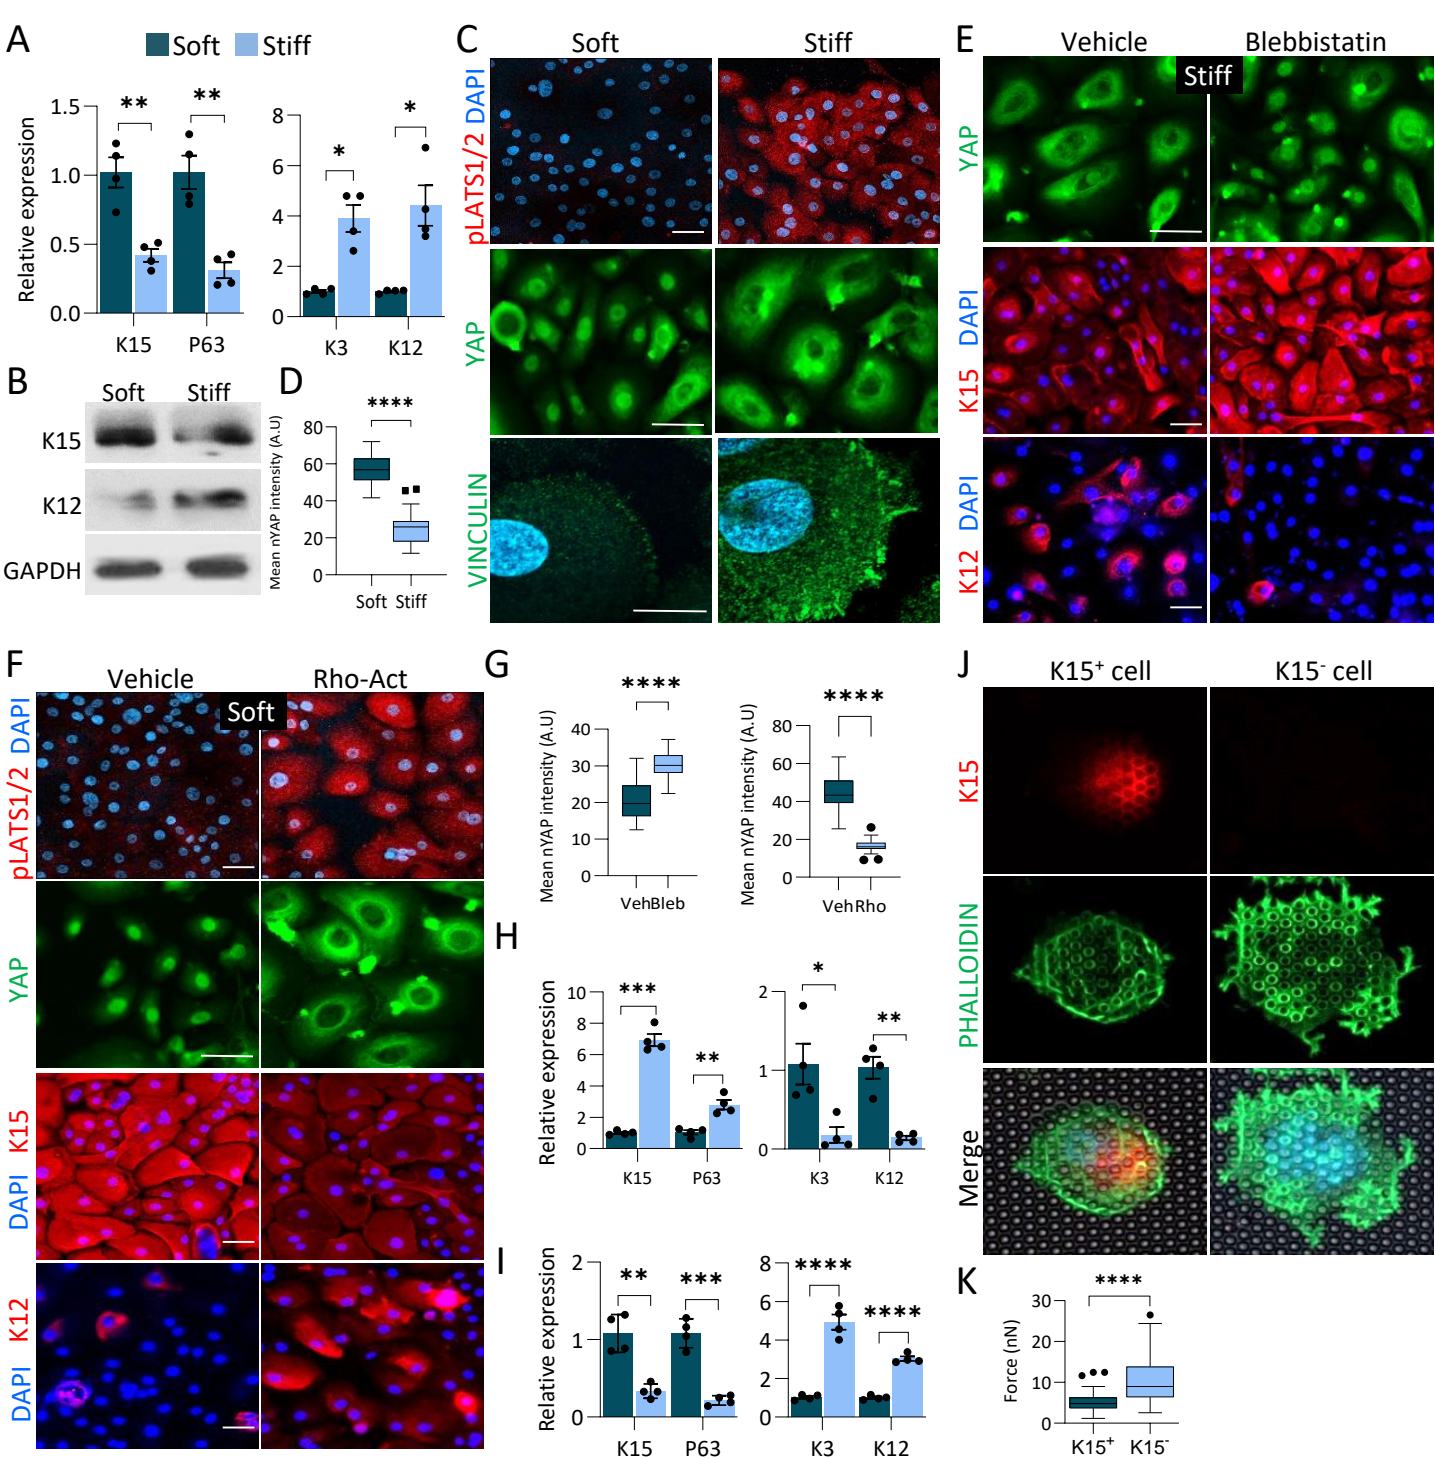 A
Soft Stiff
Relative expression
1.5
1.0
0.5
0.0
** **
K15 P63
8
6
4
2
0
* *
K3 K12
B
Soft Stiff
K15
K12
GAPDH
C
Soft Stiff
pLATS1/2 DAPI
YAP
VINCULIN
D
Mean nYAP intensity (A.U)
80
60
40
20
0
****
Soft Stiff
E
Vehicle Blebbistatin
Stiff
YAP
K15 DAPI
K12 DAPI
F
Vehicle Rho-Act
Soft
pLATS1/2 DAPI
YAP
DAPI K15
DAPI K12
G
Mean nYAP intensity (A.U)
40
30
20
10
0
****
Veh Bleb
Mean nYAP intensity (A.U)
80
60
40
20
0
****
Veh Rho
H
Relative expression
10
8
6
4
2
0
*** **
K15 P63
2
1
0
* **
K3 K12
I
Relative expression
2
1
0
** ***
K15 P63
8
6
4
2
0
**** ****
K3 K12
J
K15+ cell K15- cell
K15
PHALLOIDIN
Merge
K
Force (nN)
30
20
10
0
****
K15+ K15-